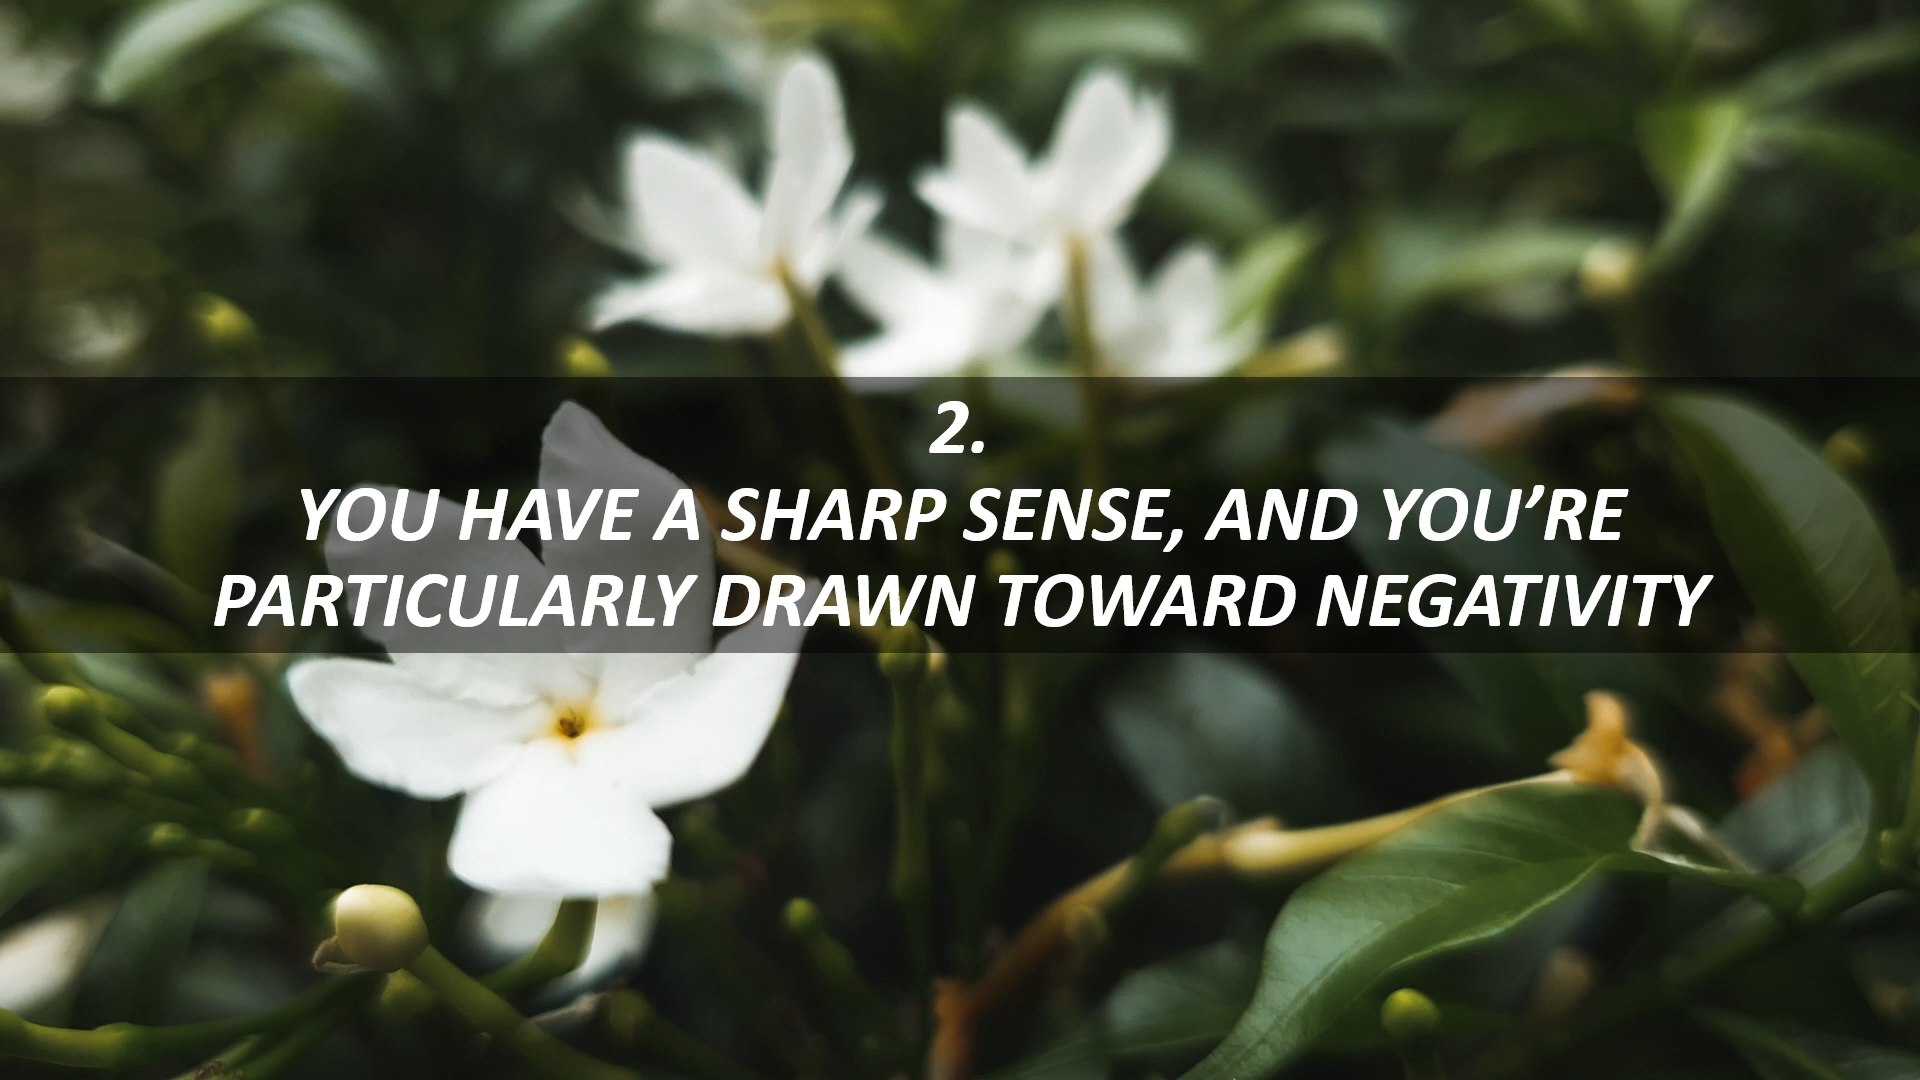 2.
YOU HAVE A SHARP SENSE, AND YOU’RE
PARTICULARLY DRAWN TOWARD NEGATIVITY